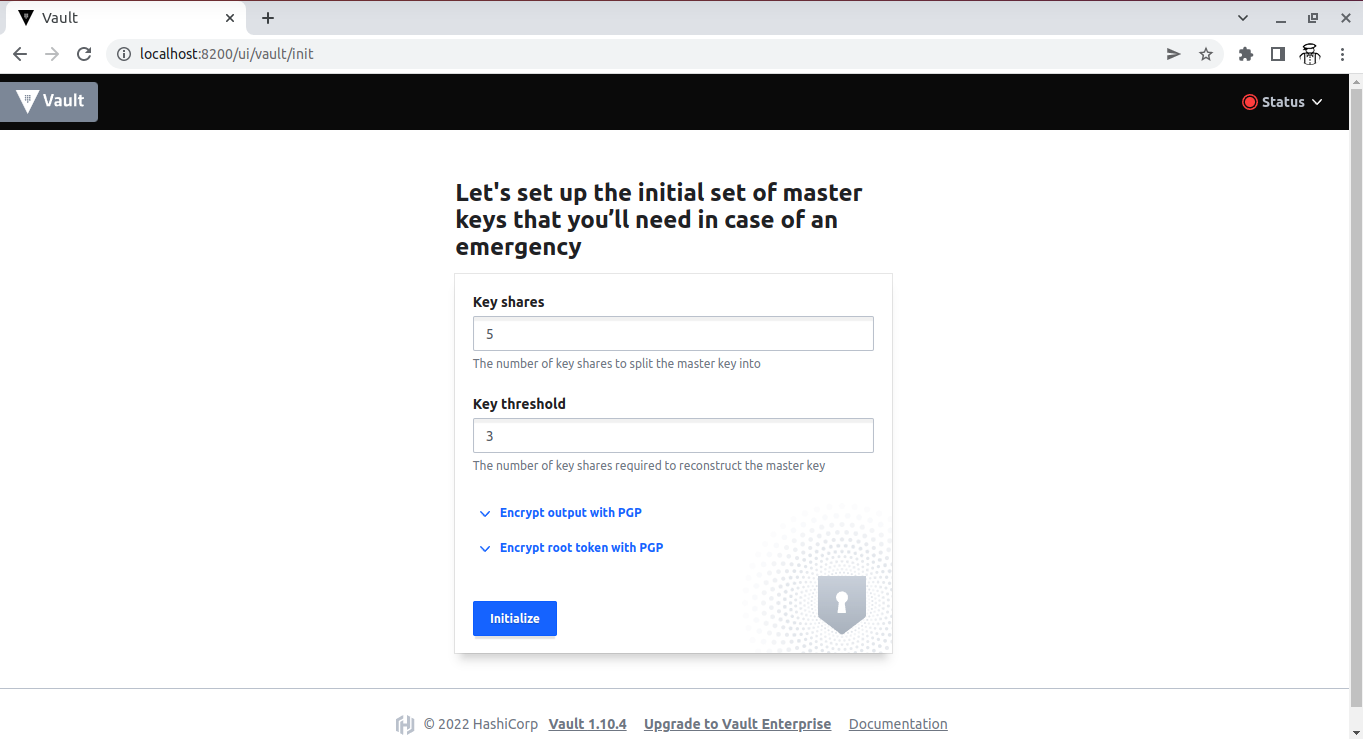 Vault
localhost:8200/ui/vault/init
Vault
Status
Let's set up the initial set of master
keys that you’ll need in case of an
emergency
Key shares
5
The number of key shares to split the master key into
Key threshold
3
The number of key shares required to reconstruct the master key
Encrypt output with PGP
Encrypt root token with PGP
Initialize
© 2022 HashiCorp Vault 1.10.4 Upgrade to Vault Enterprise Documentation